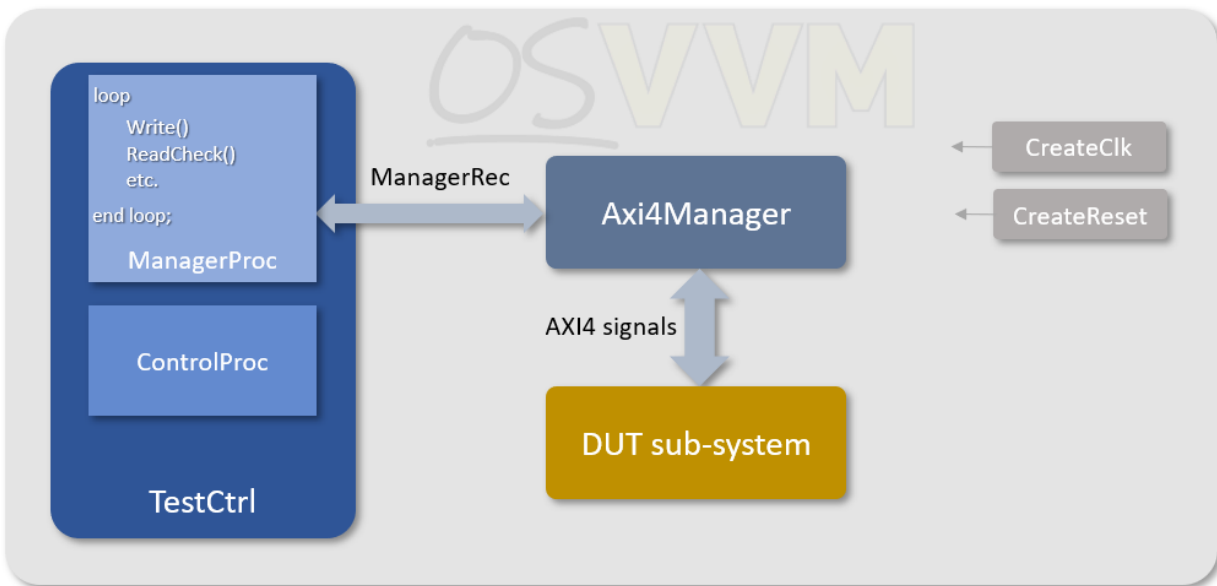 OSVVM
loop
Write()
ReadCheck()
etc.
end loop;
ManagerProc
ControlProc
TestCtrl
ManagerRec
Axi4Manager
AXI4 signals
DUT sub-system
CreateClk
CreateReset